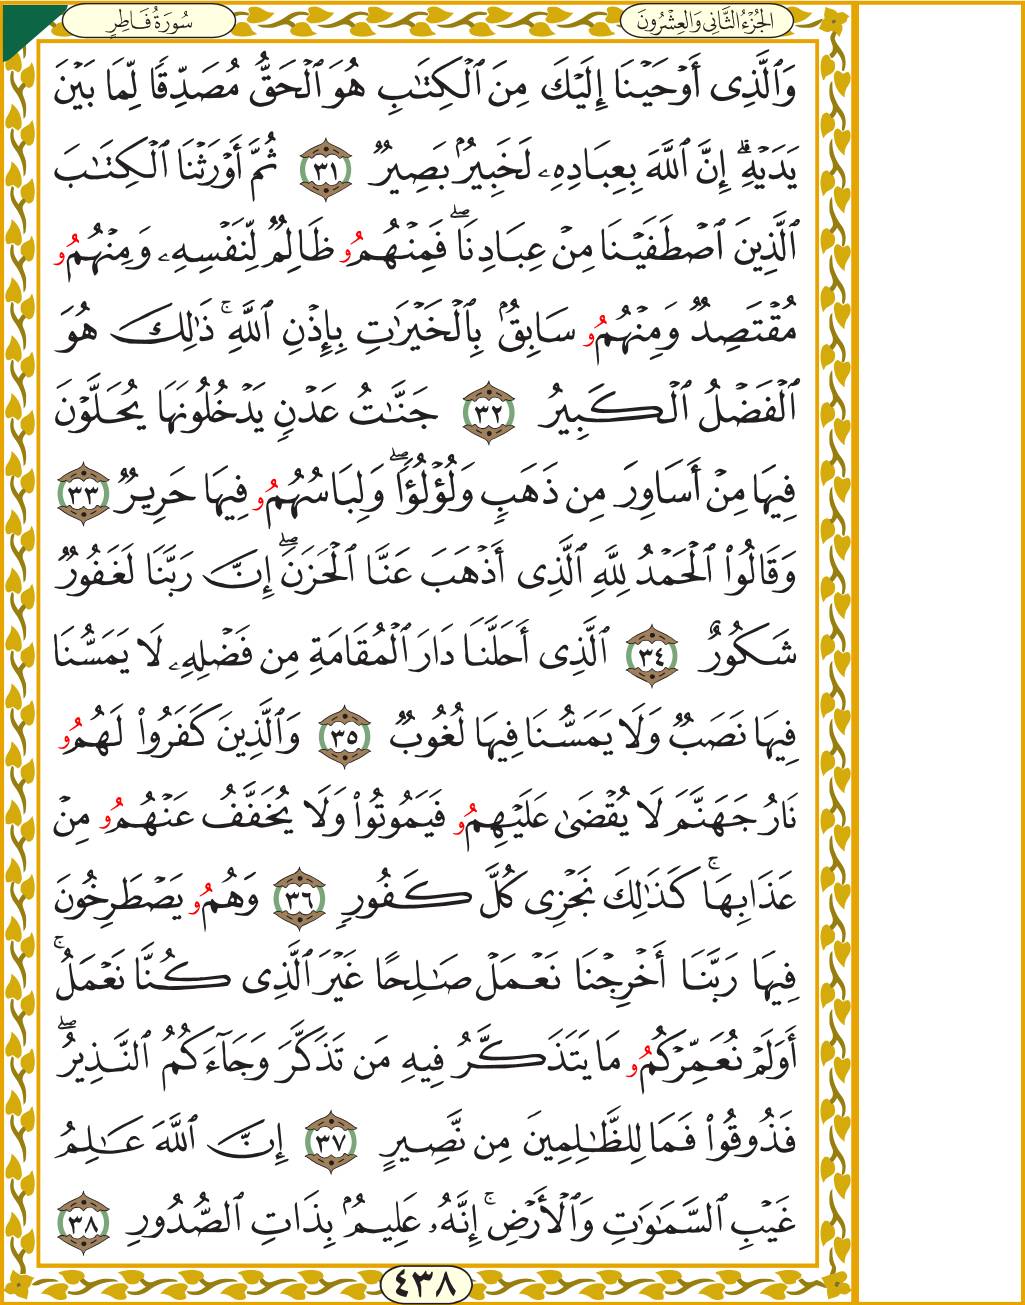 سُورَةُ فَاطِرٍ
الجُزْءُ الثَّانِي وَالعِشْرُونَ
وَٱلَّذِىٓ أَوْحَيْنَآ إِلَيْكَ مِنَ ٱلْكِتَٰبِ هُوَ ٱلْحَقُّ مُصَدِّقًا لِّمَا بَيْنَ
يَدَيْهِۗ إِنَّ ٱللَّهَ بِعِبَادِهِۦ لَخَبِيرٌۢ بَصِيرٌ ٣١ ثُمَّ أَوْرَثْنَا ٱلْكِتَٰبَ
ٱلَّذِينَ ٱصْطَفَيْنَا مِنْ عِبَادِنَاۖ فَمِنْهُمُۥ ظَالِمٌ لِّنَفْسِهِۦ وَمِنْهُمُۥ
مُقْتَصِدٌ وَمِنْهُمُۥ سَابِقٌۢ بِٱلْخَيْرَٰتِ بِإِذْنِ ٱللَّهِۚ ذَٰلِكَ هُوَ
ٱلْفَضْلُ ٱلْكَبِيرُ ٣٢ جَنَّٰتُ عَدْنٍ يَدْخُلُونَهَا يُحَلَّوْنَ
فِيهَا مِنْ أَسَاوِرَ مِن ذَهَبٍ وَلُؤْلُؤًاۖ وَلِبَاسُهُمُۥ فِيهَا حَرِيرٌ ٣٣
وَقَالُوا۟ ٱلْحَمْدُ لِلَّهِ ٱلَّذِىٓ أَذْهَبَ عَنَّا ٱلْحَزَنَۖ إِنَّ رَبَّنَا لَغَفُورٌ
شَكُورٌ ٣٤ ٱلَّذِىٓ أَحَلَّنَا دَارَ ٱلْمُقَامَةِ مِن فَضْلِهِۦ لَا يَمَسُّنَا
فِيهَا نَصَبٌ وَلَا يَمَسُّنَا فِيهَا لُغُوبٌ ٣٥ وَٱلَّذِينَ كَفَرُوا۟ لَهُمُۥ
نَارُ جَهَنَّمَ لَا يُقْضَىٰ عَلَيْهِمُۥ فَيَمُوتُوا۟ وَلَا يُخَفَّفُ عَنْهُمُۥ مِنْ
عَذَابِهَاۚ كَذَٰلِكَ نَجْزِى كُلَّ كَفُورٍ ٣٦ وَهُمُۥ يَصْطَرِخُونَ
فِيهَا رَبَّنَآ أَخْرِجْنَا نَعْمَلْ صَٰلِحًا غَيْرَ ٱلَّذِى كُنَّا نَعْمَلُۚ
أَوَلَمْ نُعَمِّرْكُمُۥ مَا يَتَذَكَّرُ فِيهِ مَن تَذَكَّرَ وَجَآءَكُمُ ٱلنَّذِيرُۖ
فَذُوقُوا۟ فَمَا لِلظَّٰلِمِينَ مِن نَّصِيرٍ ٣٧ إِنَّ ٱللَّهَ عَٰلِمُ
غَيْبِ ٱلسَّمَٰوَٰتِ وَٱلْأَرْضِۚ إِنَّهُۥ عَلِيمٌۢ بِذَاتِ ٱلصُّدُورِ ٣٨
٤٣٨